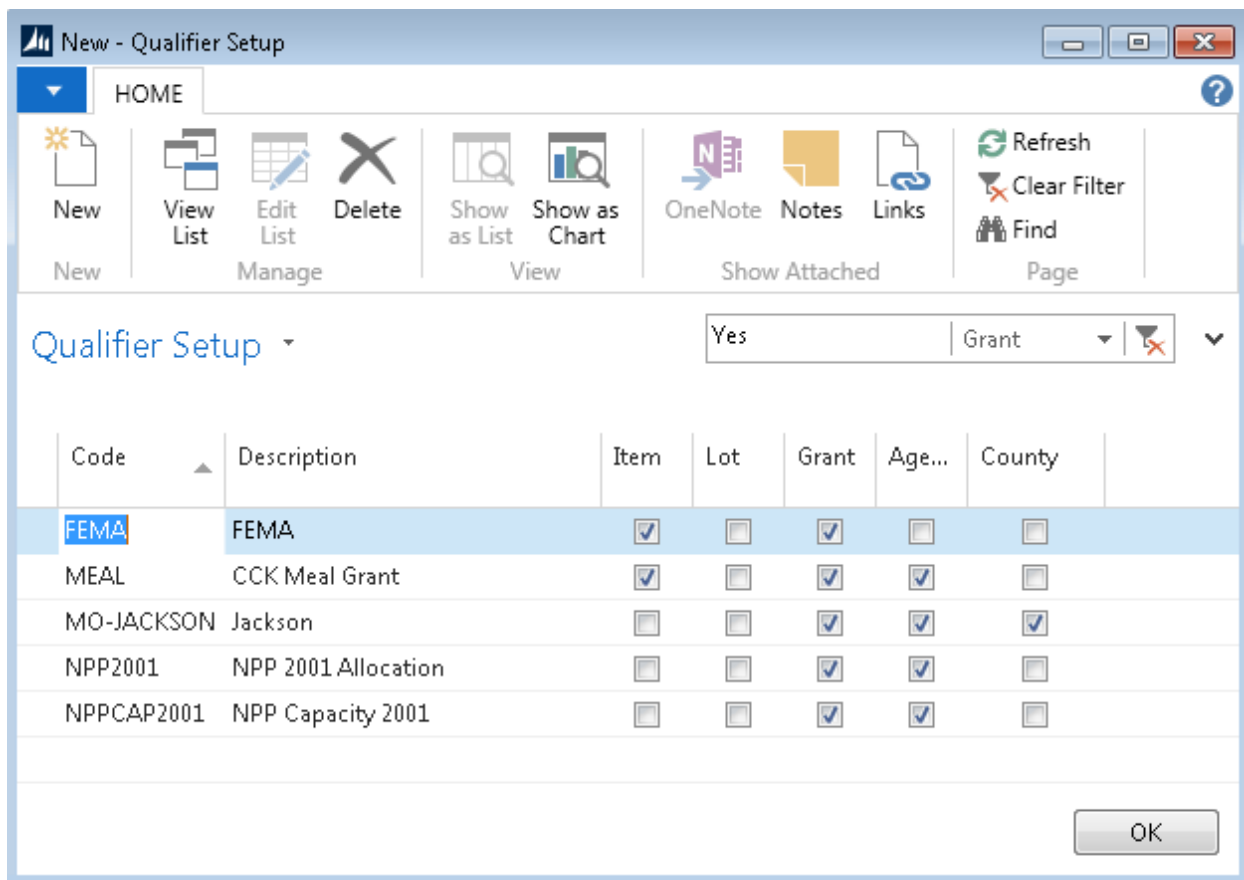 New - Qualifier Setup
HOME
New
View List
Edit List
Delete
Show as List
Show as Chart
OneNote
Notes
Links
Refresh
Clear Filter
Find
New
Manage
View
Show Attached
Page
Qualifier Setup
Yes
Grant
Code Description Item Lot Grant Age... County
FEMA FEMA
MEAL CCK Meal Grant
MO-JACKSON Jackson
NPP2001 NPP 2001 Allocation
NPPCAP2001 NPP Capacity 2001
OK